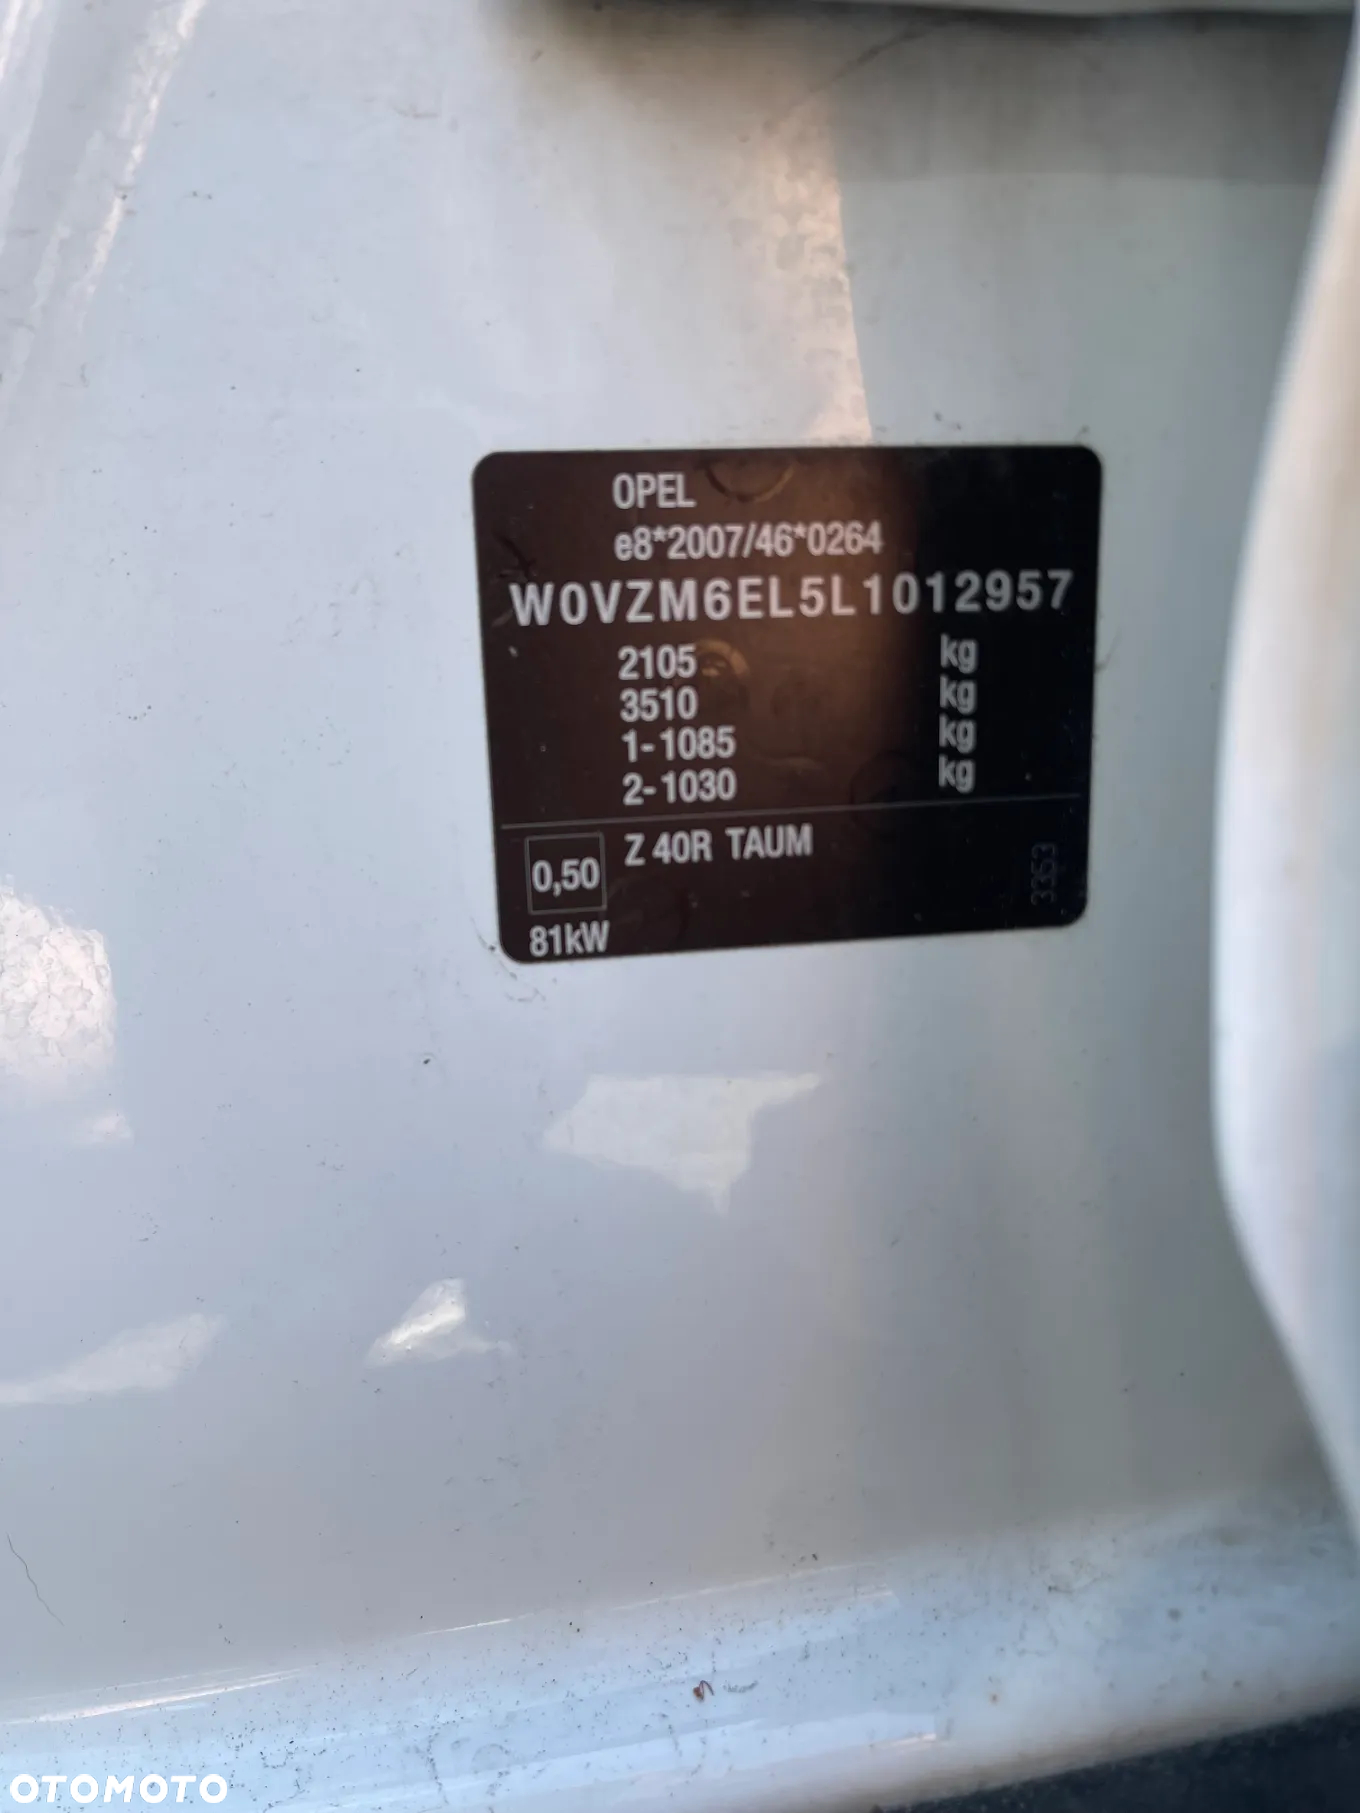 OPEL
e8*2007/46*0264
W0VZM6EL5L1012957
2105 kg
3510 kg
1-1085 kg
2-1030 kg
0,50 Z 40R TAUM
81kW
3353
OTOMOTO